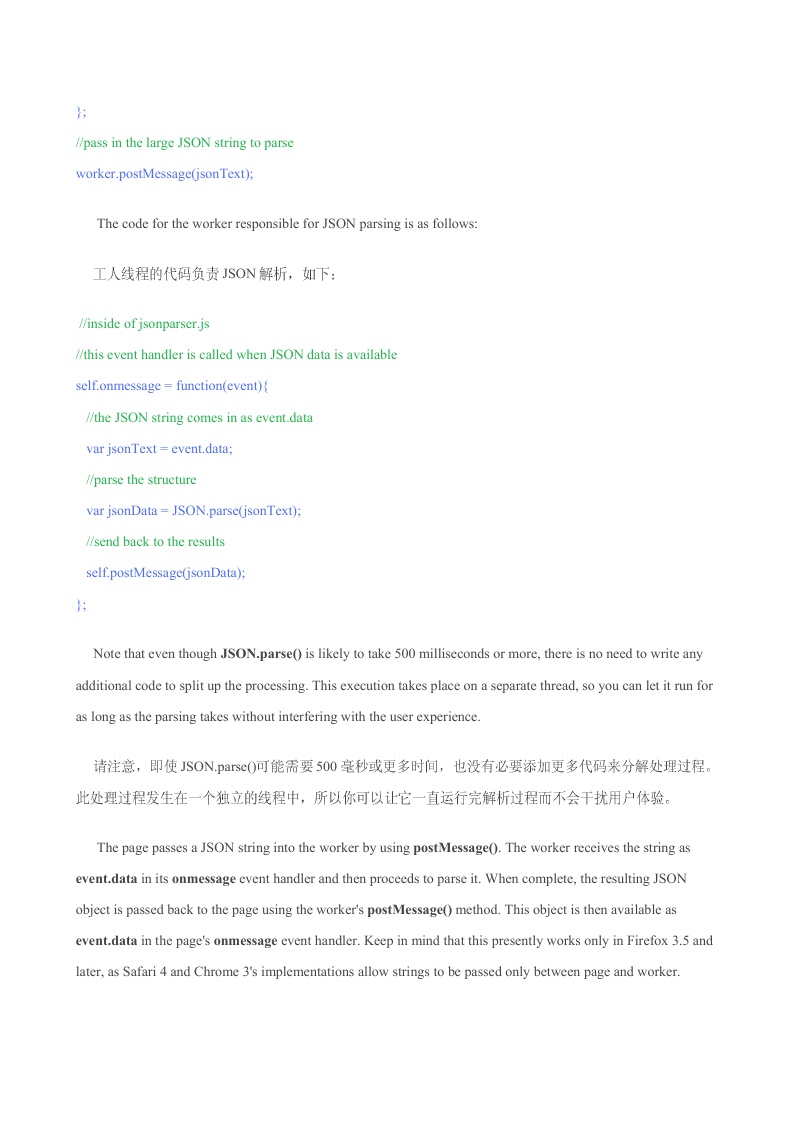 };
//pass in the large JSON string to parse
worker.postMessage(jsonText);
The code for the worker responsible for JSON parsing is as follows:
工人线程的代码负责 JSON 解析，如下：
//inside of jsonparser.js
//this event handler is called when JSON data is available
self.onmessage = function(event){
//the JSON string comes in as event.data
var jsonText = event.data;
//parse the structure
var jsonData = JSON.parse(jsonText);
//send back to the results
self.postMessage(jsonData);
};
Note that even though JSON.parse() is likely to take 500 milliseconds or more, there is no need to write any
additional code to split up the processing. This execution takes place on a separate thread, so you can let it run for
as long as the parsing takes without interfering with the user experience.
请注意，即使 JSON.parse()可能需要 500 毫秒或更多时间，也没有必要添加更多代码来分解处理过程。
此处理过程发生在一个独立的线程中，所以你可以让它一直运行完解析过程而不会干扰用户体验。
The page passes a JSON string into the worker by using postMessage(). The worker receives the string as
event.data in its onmessage event handler and then proceeds to parse it. When complete, the resulting JSON
object is passed back to the page using the worker's postMessage() method. This object is then available as
event.data in the page's onmessage event handler. Keep in mind that this presently works only in Firefox 3.5 and
later, as Safari 4 and Chrome 3's implementations allow strings to be passed only between page and worker.